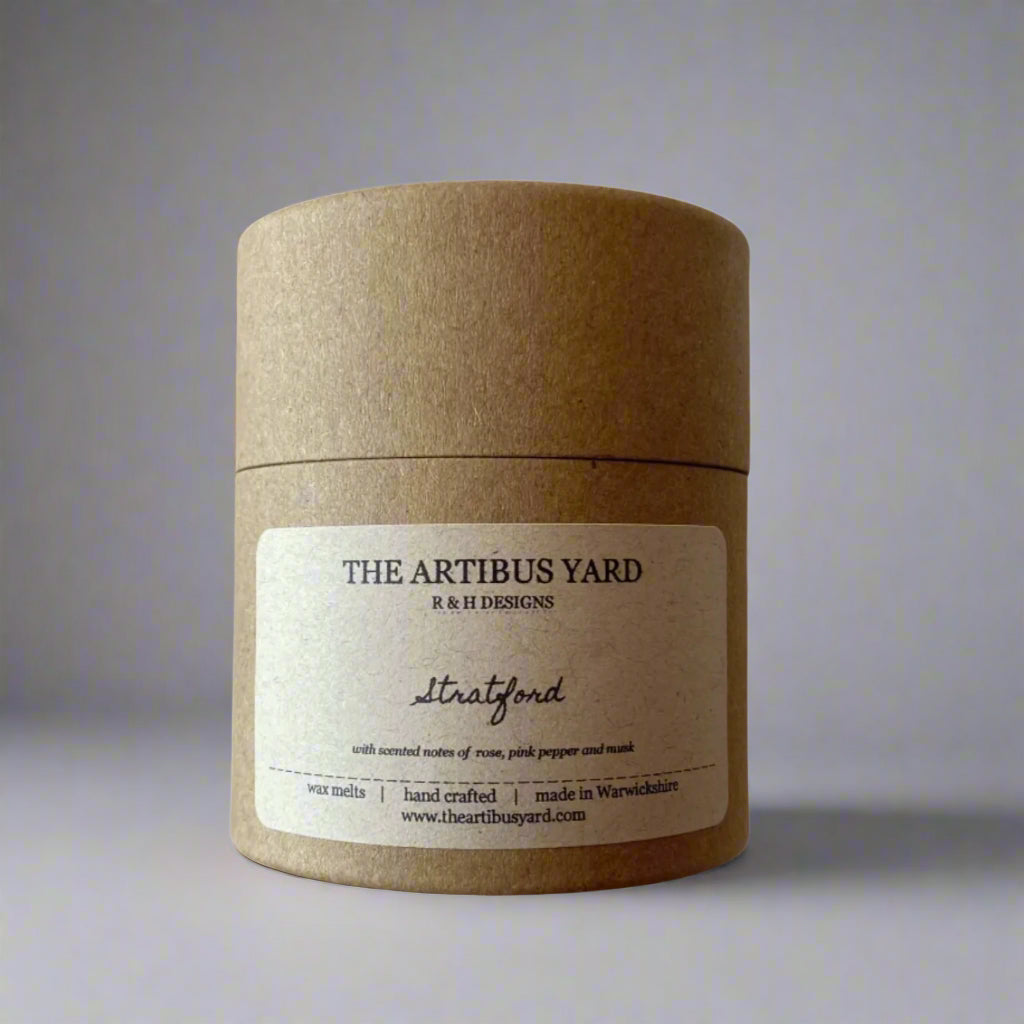 THE ARTIBUS YARD
R & H DESIGNS
Stratford
with scented notes of rose, pink pepper and musk
wax melts | hand crafted | made in Warwickshire
www.theartibusyard.com